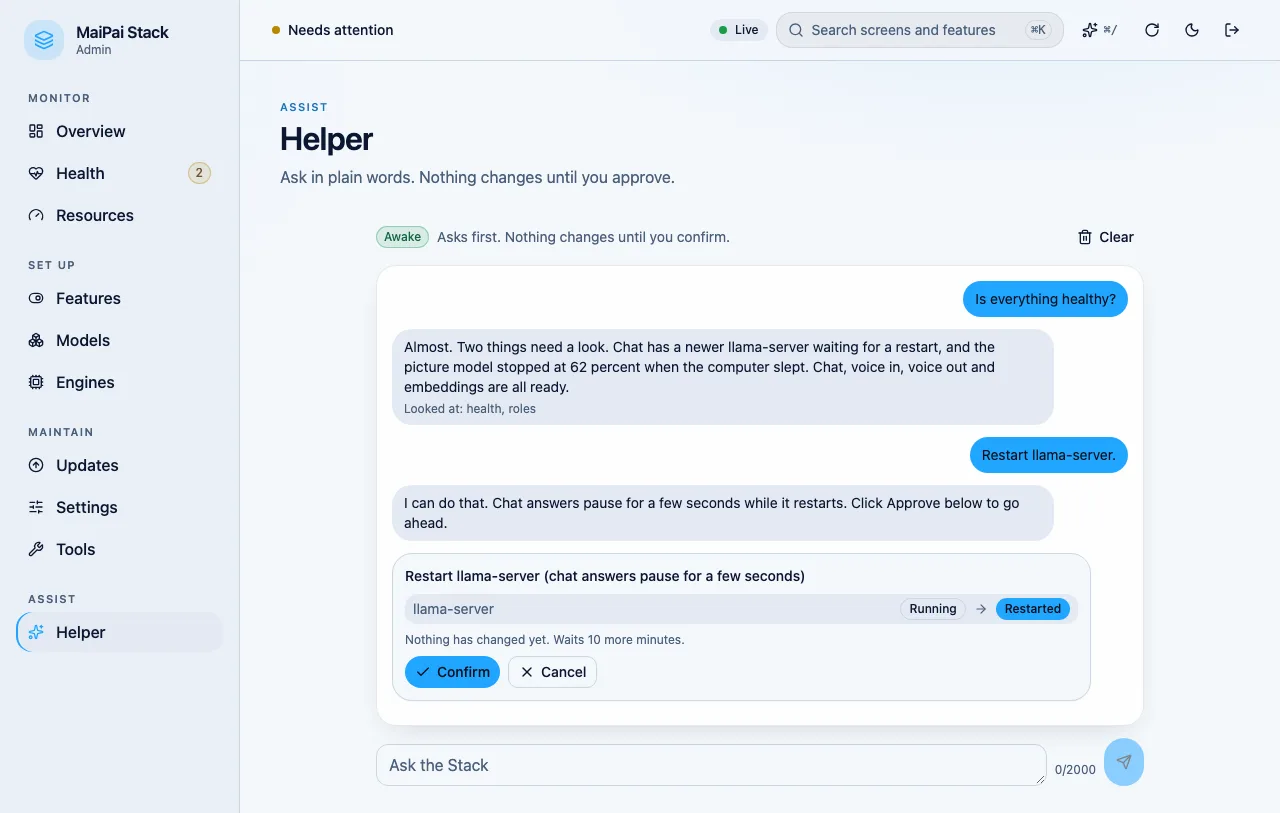 MaiPai Stack
Admin
MONITOR
Overview
Health
2
Resources
SET UP
Features
Models
Engines
MAINTAIN
Updates
Settings
Tools
ASSIST
Helper
Needs attention
Live
Search screens and features
⌘K
⌘/
ASSIST
Helper
Ask in plain words. Nothing changes until you approve.
Awake
Asks first. Nothing changes until you confirm.
Clear
Is everything healthy?
Almost. Two things need a look. Chat has a newer llama-server waiting for a restart, and the
picture model stopped at 62 percent when the computer slept. Chat, voice in, voice out and
embeddings are all ready.
Looked at: health, roles
Restart llama-server.
I can do that. Chat answers pause for a few seconds while it restarts. Click Approve below to go
ahead.
Restart llama-server (chat answers pause for a few seconds)
llama-server
Running
→
Restarted
Nothing has changed yet. Waits 10 more minutes.
Confirm
Cancel
Ask the Stack
0/2000